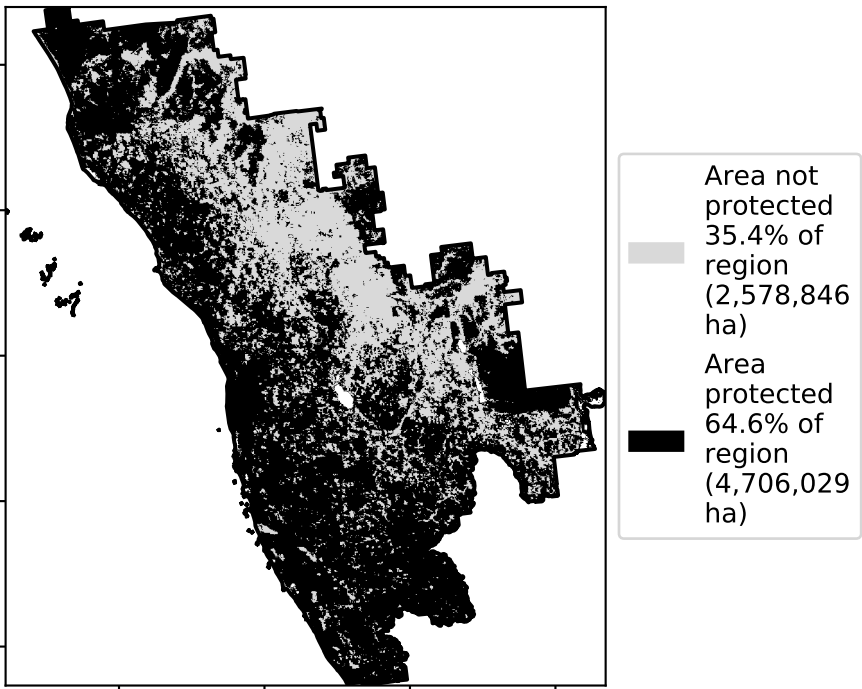 Area not
protected
35.4% of
region
(2,578,846
ha)
Area
protected
64.6% of
region
(4,706,029
ha)